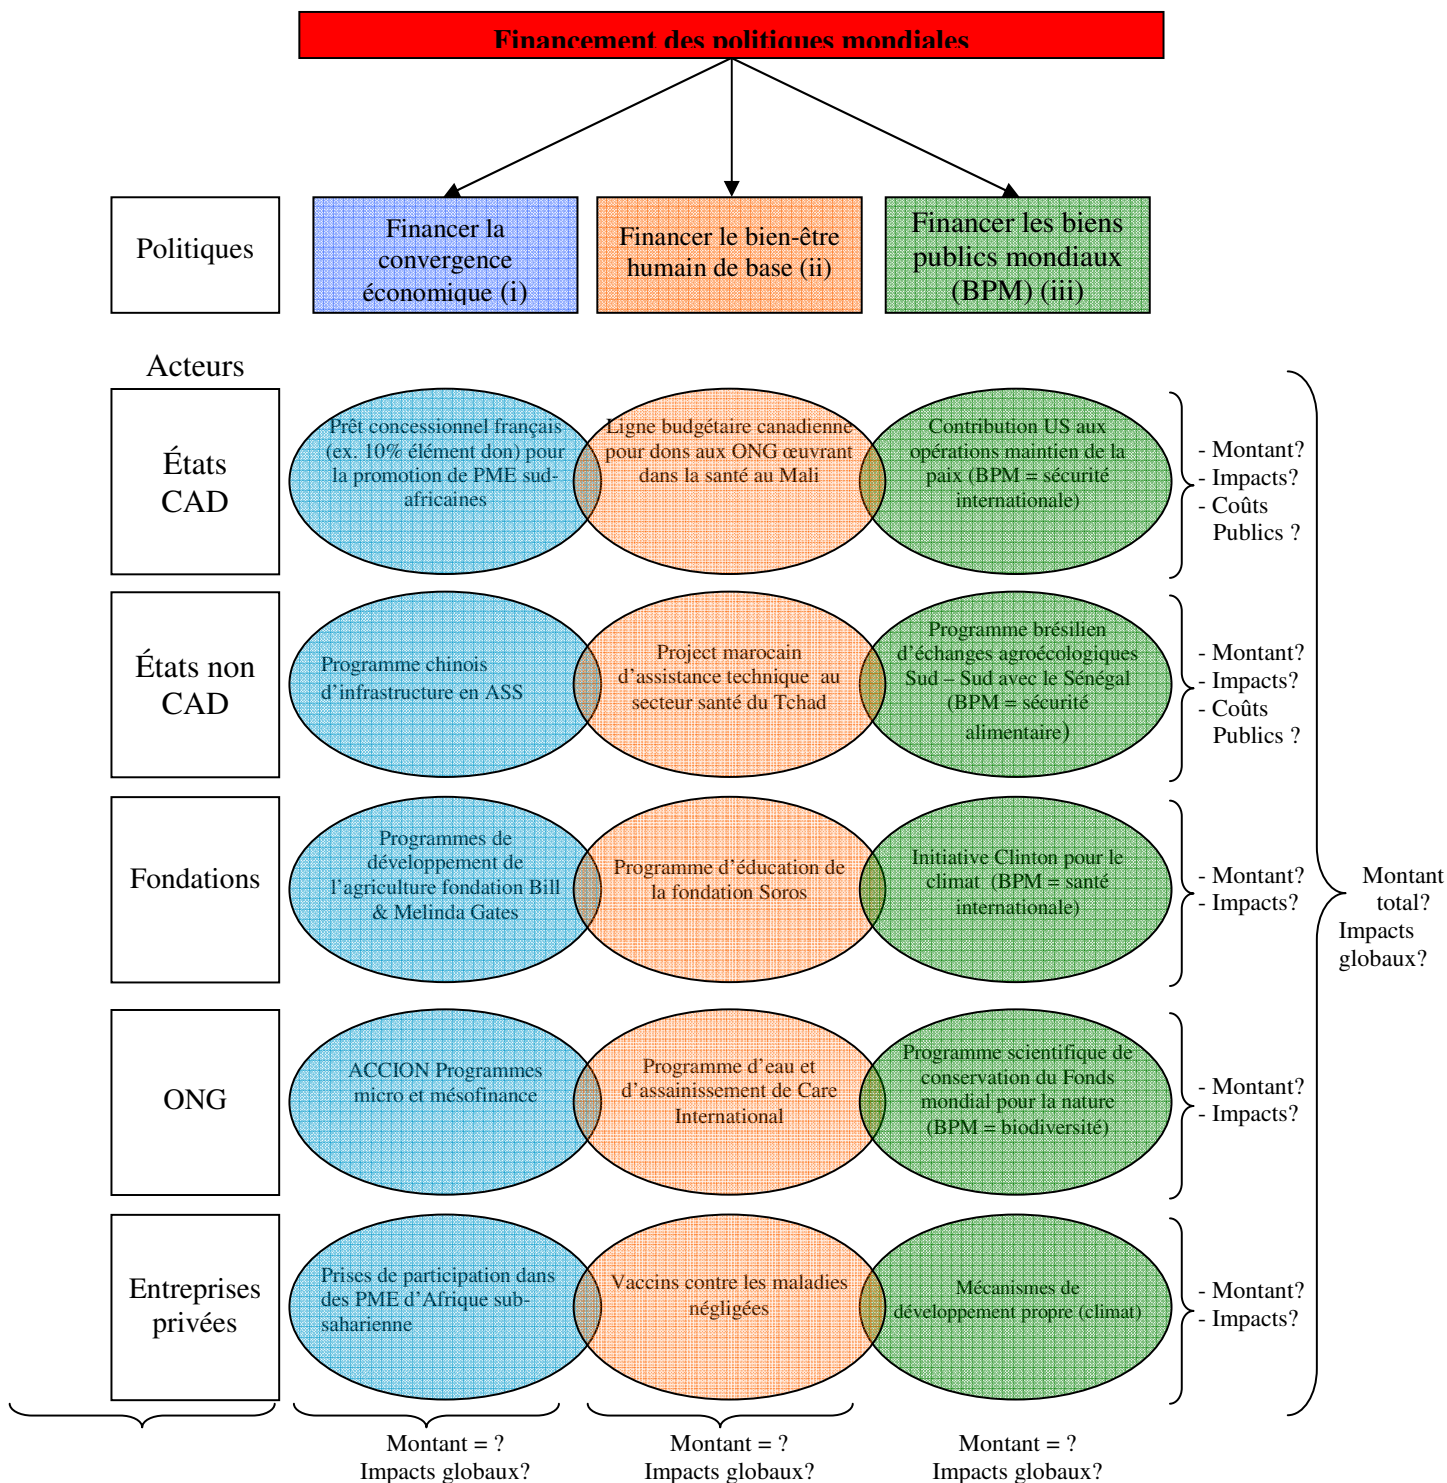 Financement des politiques mondiales
Politiques
Financer la
convergence
économique (i)
Financer le bien-être
humain de base (ii)
Financer les biens
publics mondiaux
(BPM) (iii)
Acteurs
États
CAD
Prêt concessionnel français
(ex. 10% élément don) pour
la promotion de PME sud-
africaines
Ligne budgétaire canadienne
pour dons aux ONG œuvrant
dans la santé au Mali
Contribution US aux
opérations maintien de la
paix (BPM = sécurité
internationale)
- Montant?
- Impacts?
- Coûts
Publics ?
États non
CAD
Programme chinois
d’infrastructure en ASS
Project marocain
d’assistance technique au
secteur santé du Tchad
Programme brésilien
d’échanges agroécologiques
Sud – Sud avec le Sénégal
(BPM = sécurité
alimentaire)
- Montant?
- Impacts?
- Coûts
Publics ?
Fondations
Programmes de
développement de
l’agriculture fondation Bill
& Melinda Gates
Programme d’éducation de
la fondation Soros
Initiative Clinton pour le
climat (BPM = santé
internationale)
- Montant?
- Impacts?
Montant
total?
Impacts
globaux?
ONG
ACCION Programmes
micro et mésofinance
Programme d’eau et
d’assainissement de Care
International
Programme scientifique de
conservation du Fonds
mondial pour la nature
(BPM = biodiversité)
- Montant?
- Impacts?
Entreprises
privées
Prises de participation dans
des PME d’Afrique sub-
saharienne
Vaccins contre les maladies
négligées
Mécanismes de
développement propre (climat)
- Montant?
- Impacts?
Montant = ?
Impacts globaux?
Montant = ?
Impacts globaux?
Montant = ?
Impacts globaux?